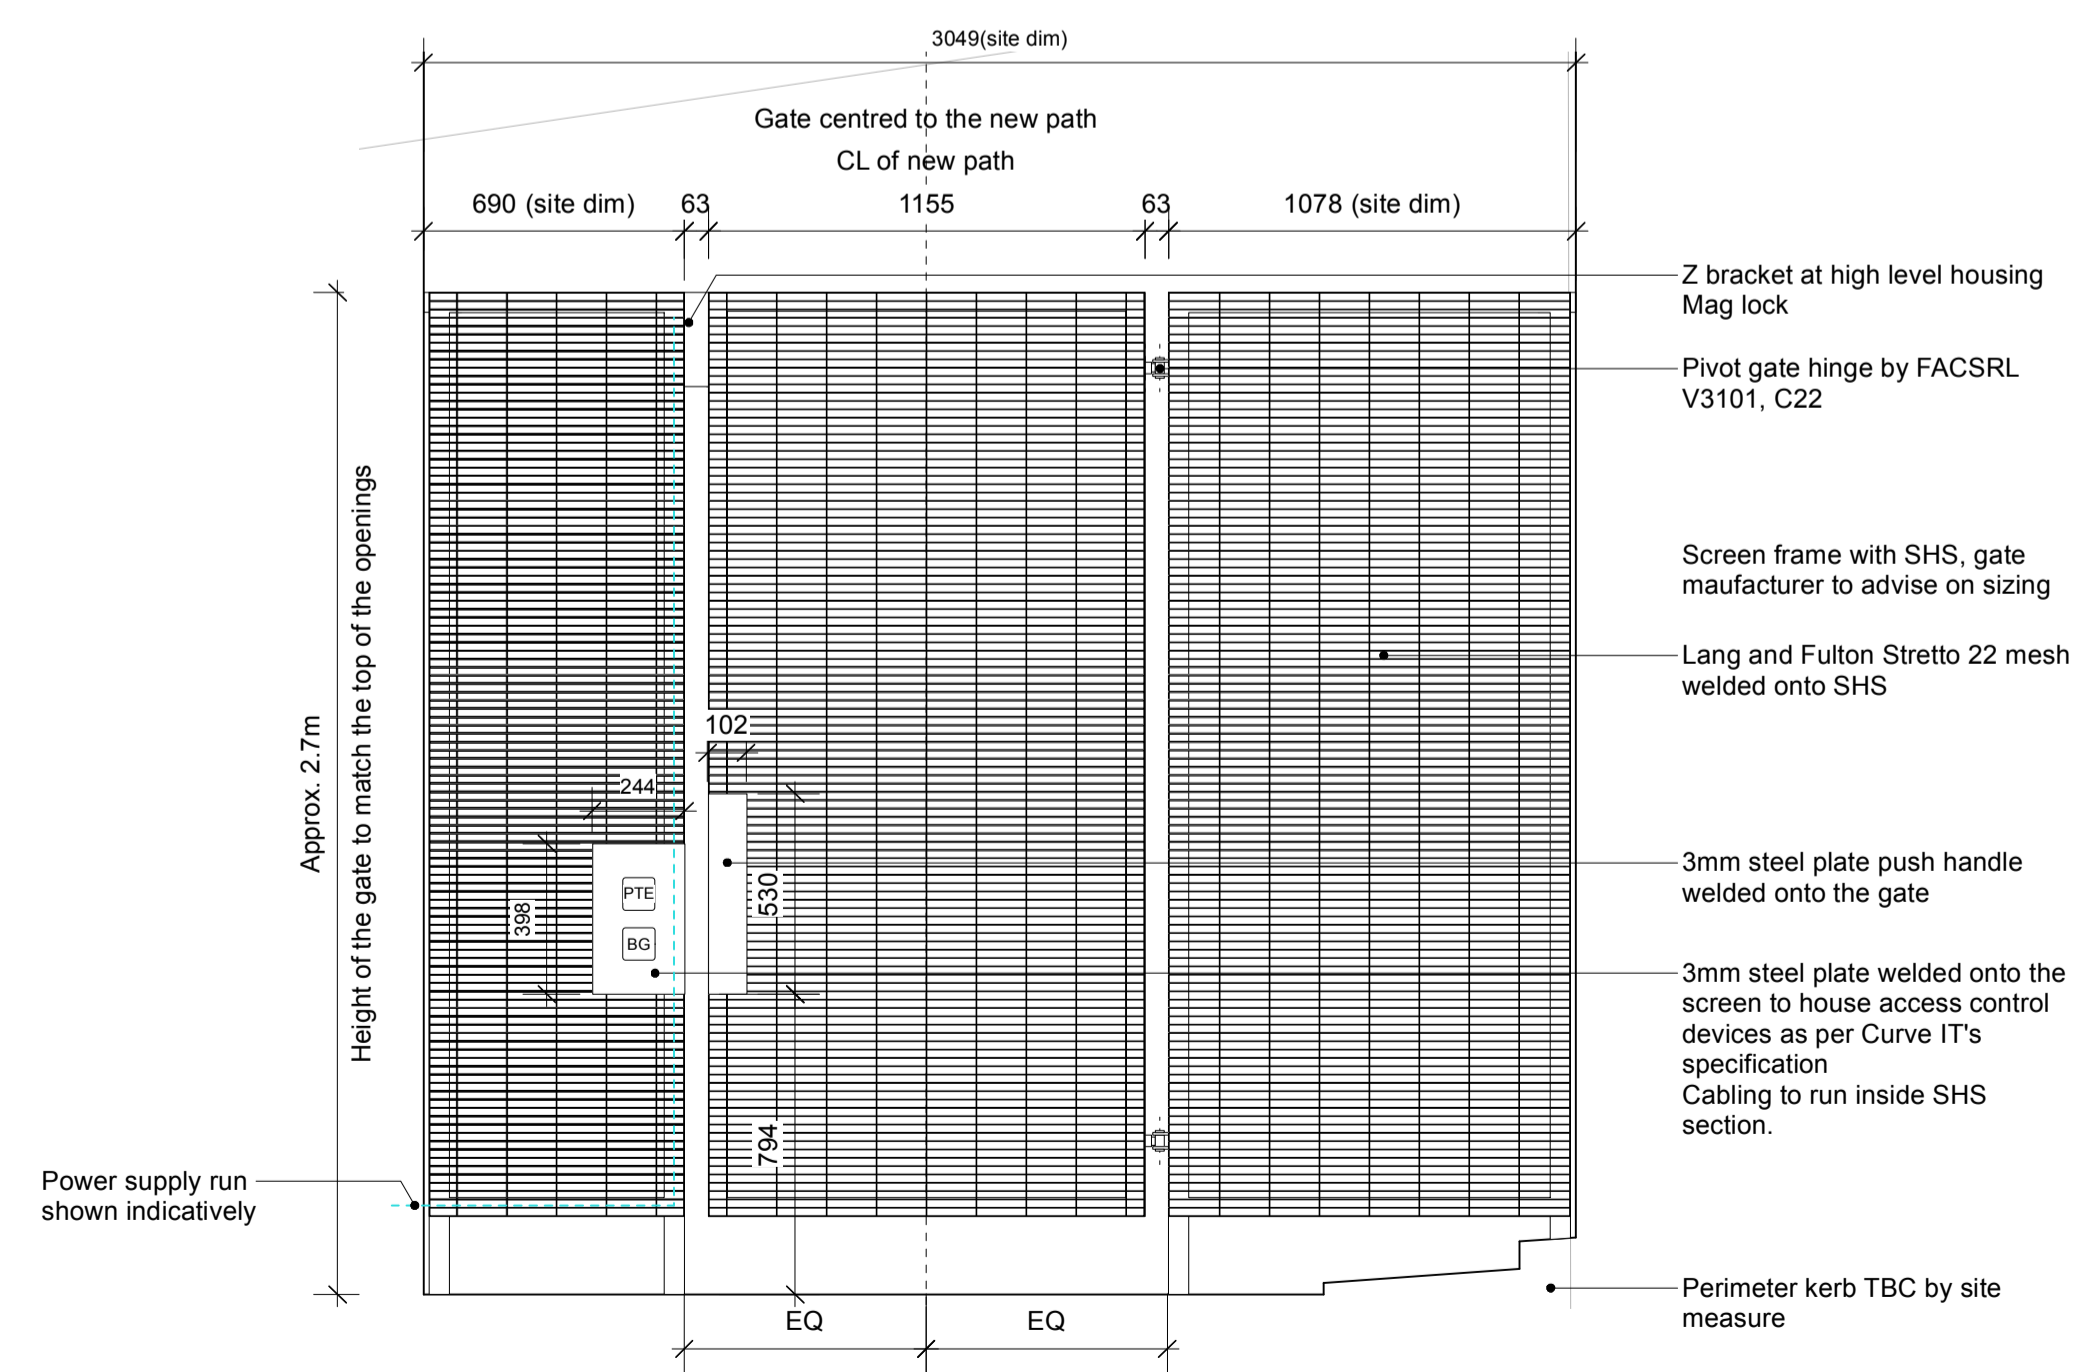 3049(site dim)
Gate centred to the new path
CL of new path
690 (site dim)
63
1155
63
1078 (site dim)
Z bracket at high level housing
Mag lock
Pivot gate hinge by FACSRL
V3101, C22
Screen frame with SHS, gate
maufacturer to advise on sizing
Lang and Fulton Stretto 22 mesh
welded onto SHS
Approx. 2.7m
Height of the gate to match the top of the openings
102
244
398
PTE
BG
530
3mm steel plate push handle
welded onto the gate
3mm steel plate welded onto the
screen to house access control
devices as per Curve IT's
specification
Cabling to run inside SHS
section.
794
Power supply run
shown indicatively
Perimeter kerb TBC by site
measure
EQ
EQ